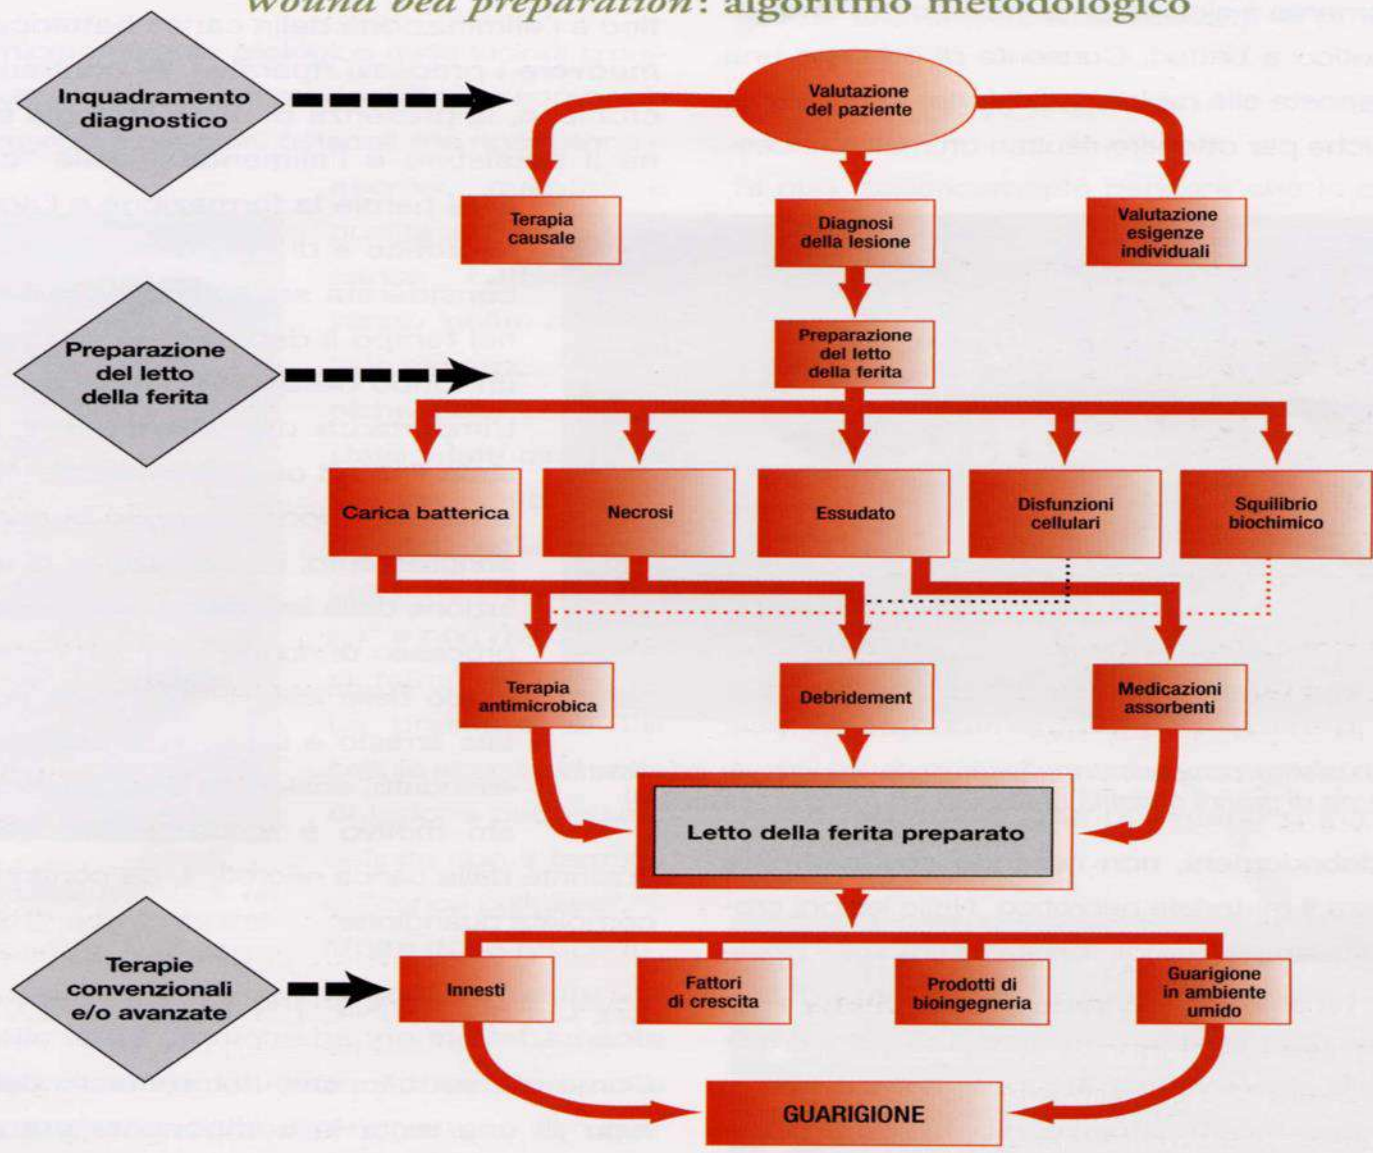 Wound bed preparation: algoritmo metodologico
Inquadramento
diagnostico
Valutazione
del paziente
Terapia
causale
Diagnosi
della lesione
Valutazione
esigenze
individuali
Preparazione
del letto
della ferita
Preparazione
del letto
della ferita
Carica batterica
Necrosi
Essudato
Disfunzioni
cellulari
Squilibrio
biochimico
Terapia
antimicrobica
Debridement
Medicazioni
assorbenti
Letto della ferita preparato
Terapie
convenzionali
e/o avanzate
Innesti
Fattori
di crescita
Prodotti di
bioingegneria
Guarigione
in ambiente
umido
GUARIGIONE